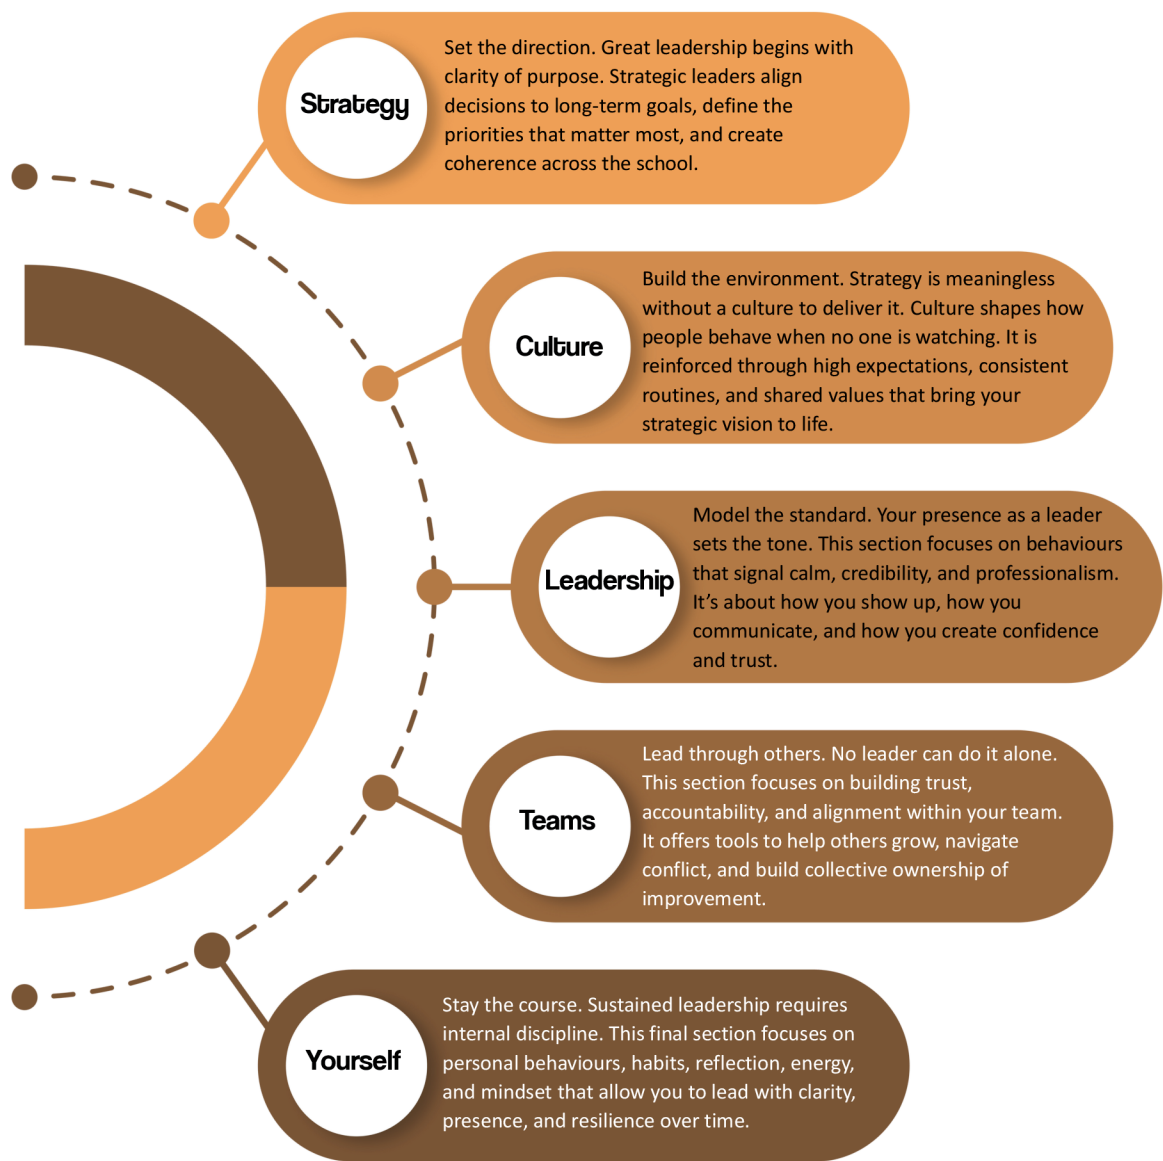 Strategy
Set the direction. Great leadership begins with
clarity of purpose. Strategic leaders align
decisions to long-term goals, define the
priorities that matter most, and create
coherence across the school.
Culture
Build the environment. Strategy is meaningless
without a culture to deliver it. Culture shapes how
people behave when no one is watching. It is
reinforced through high expectations, consistent
routines, and shared values that bring your
strategic vision to life.
Leadership
Model the standard. Your presence as a leader
sets the tone. This section focuses on behaviours
that signal calm, credibility, and professionalism.
It’s about how you show up, how you
communicate, and how you create confidence
and trust.
Teams
Lead through others. No leader can do it alone.
This section focuses on building trust,
accountability, and alignment within your team.
It offers tools to help others grow, navigate
conflict, and build collective ownership of
improvement.
Yourself
Stay the course. Sustained leadership requires
internal discipline. This final section focuses on
personal behaviours, habits, reflection, energy,
and mindset that allow you to lead with clarity,
presence, and resilience over time.